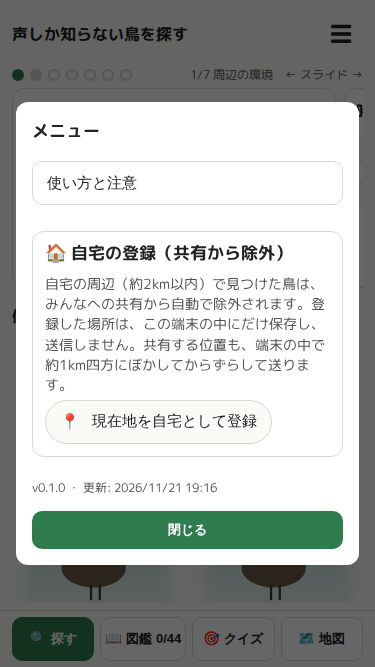 声しか知らない鳥を探す
1/7 周辺の環境 ← スライド →
メニュー
使い方と注意
🏠 自宅の登録（共有から除外）
自宅の周辺（約2km以内）で見つけた鳥は、
みんなへの共有から自動で除外されます。登
録した場所は、この端末の中にだけ保存し、
送信しません。共有する位置も、端末の中で
約1km四方にぼかしてからずらして送りま
す。
📍 現在地を自宅として登録
v0.1.0 · 更新: 2026/11/21 19:16
閉じる
🔍 探す
📖 図鑑 0/44
🎯 クイズ
🗺️ 地図